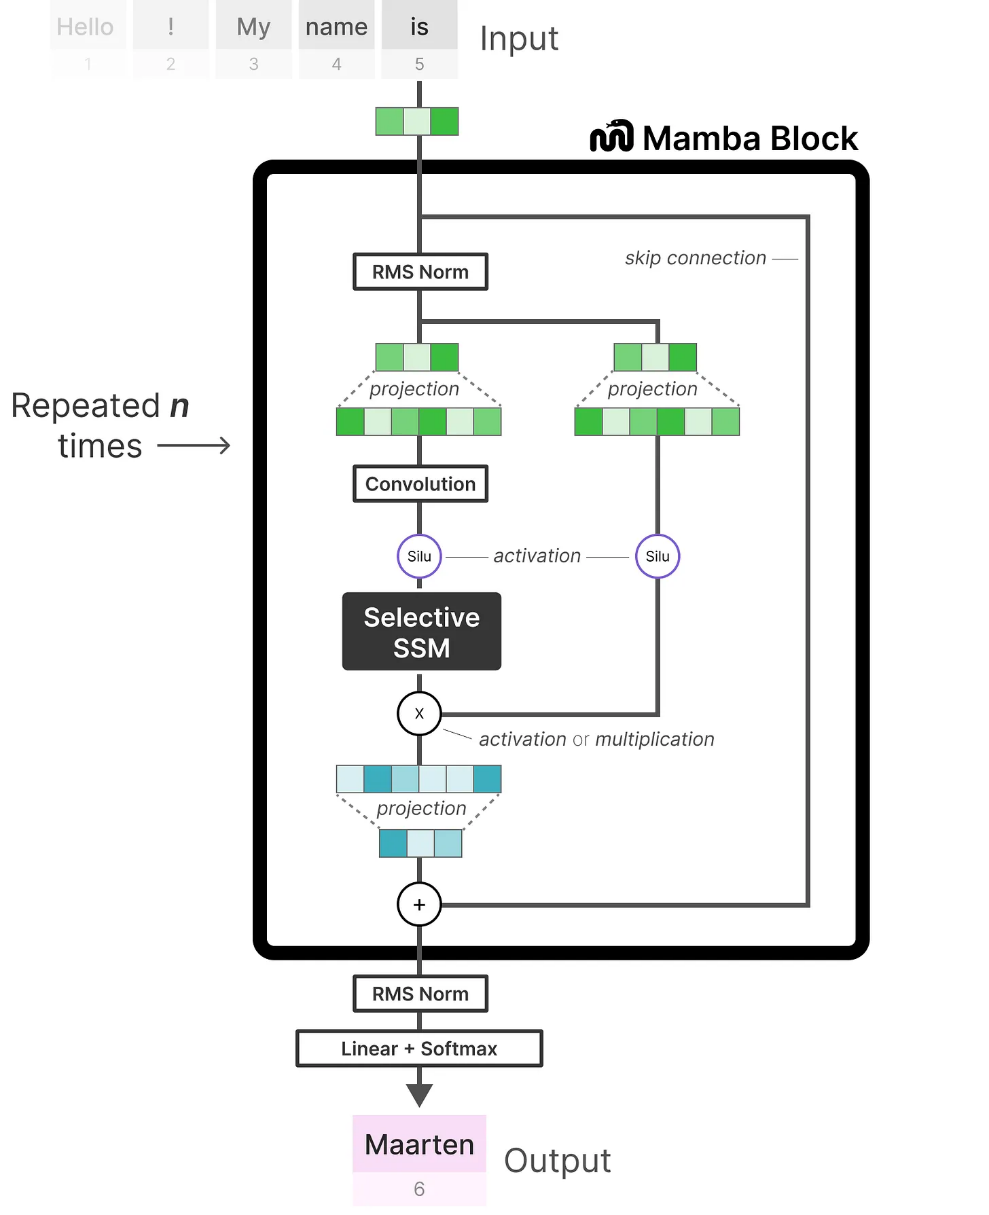 Hello ! My name is
1 2 3 4 5
Input
Mamba Block
skip connection
RMS Norm
projection projection
Repeated n
times
Convolution
Silu activation Silu
Selective
SSM
X
activation or multiplication
projection
+
RMS Norm
Linear + Softmax
Maarten
6
Output